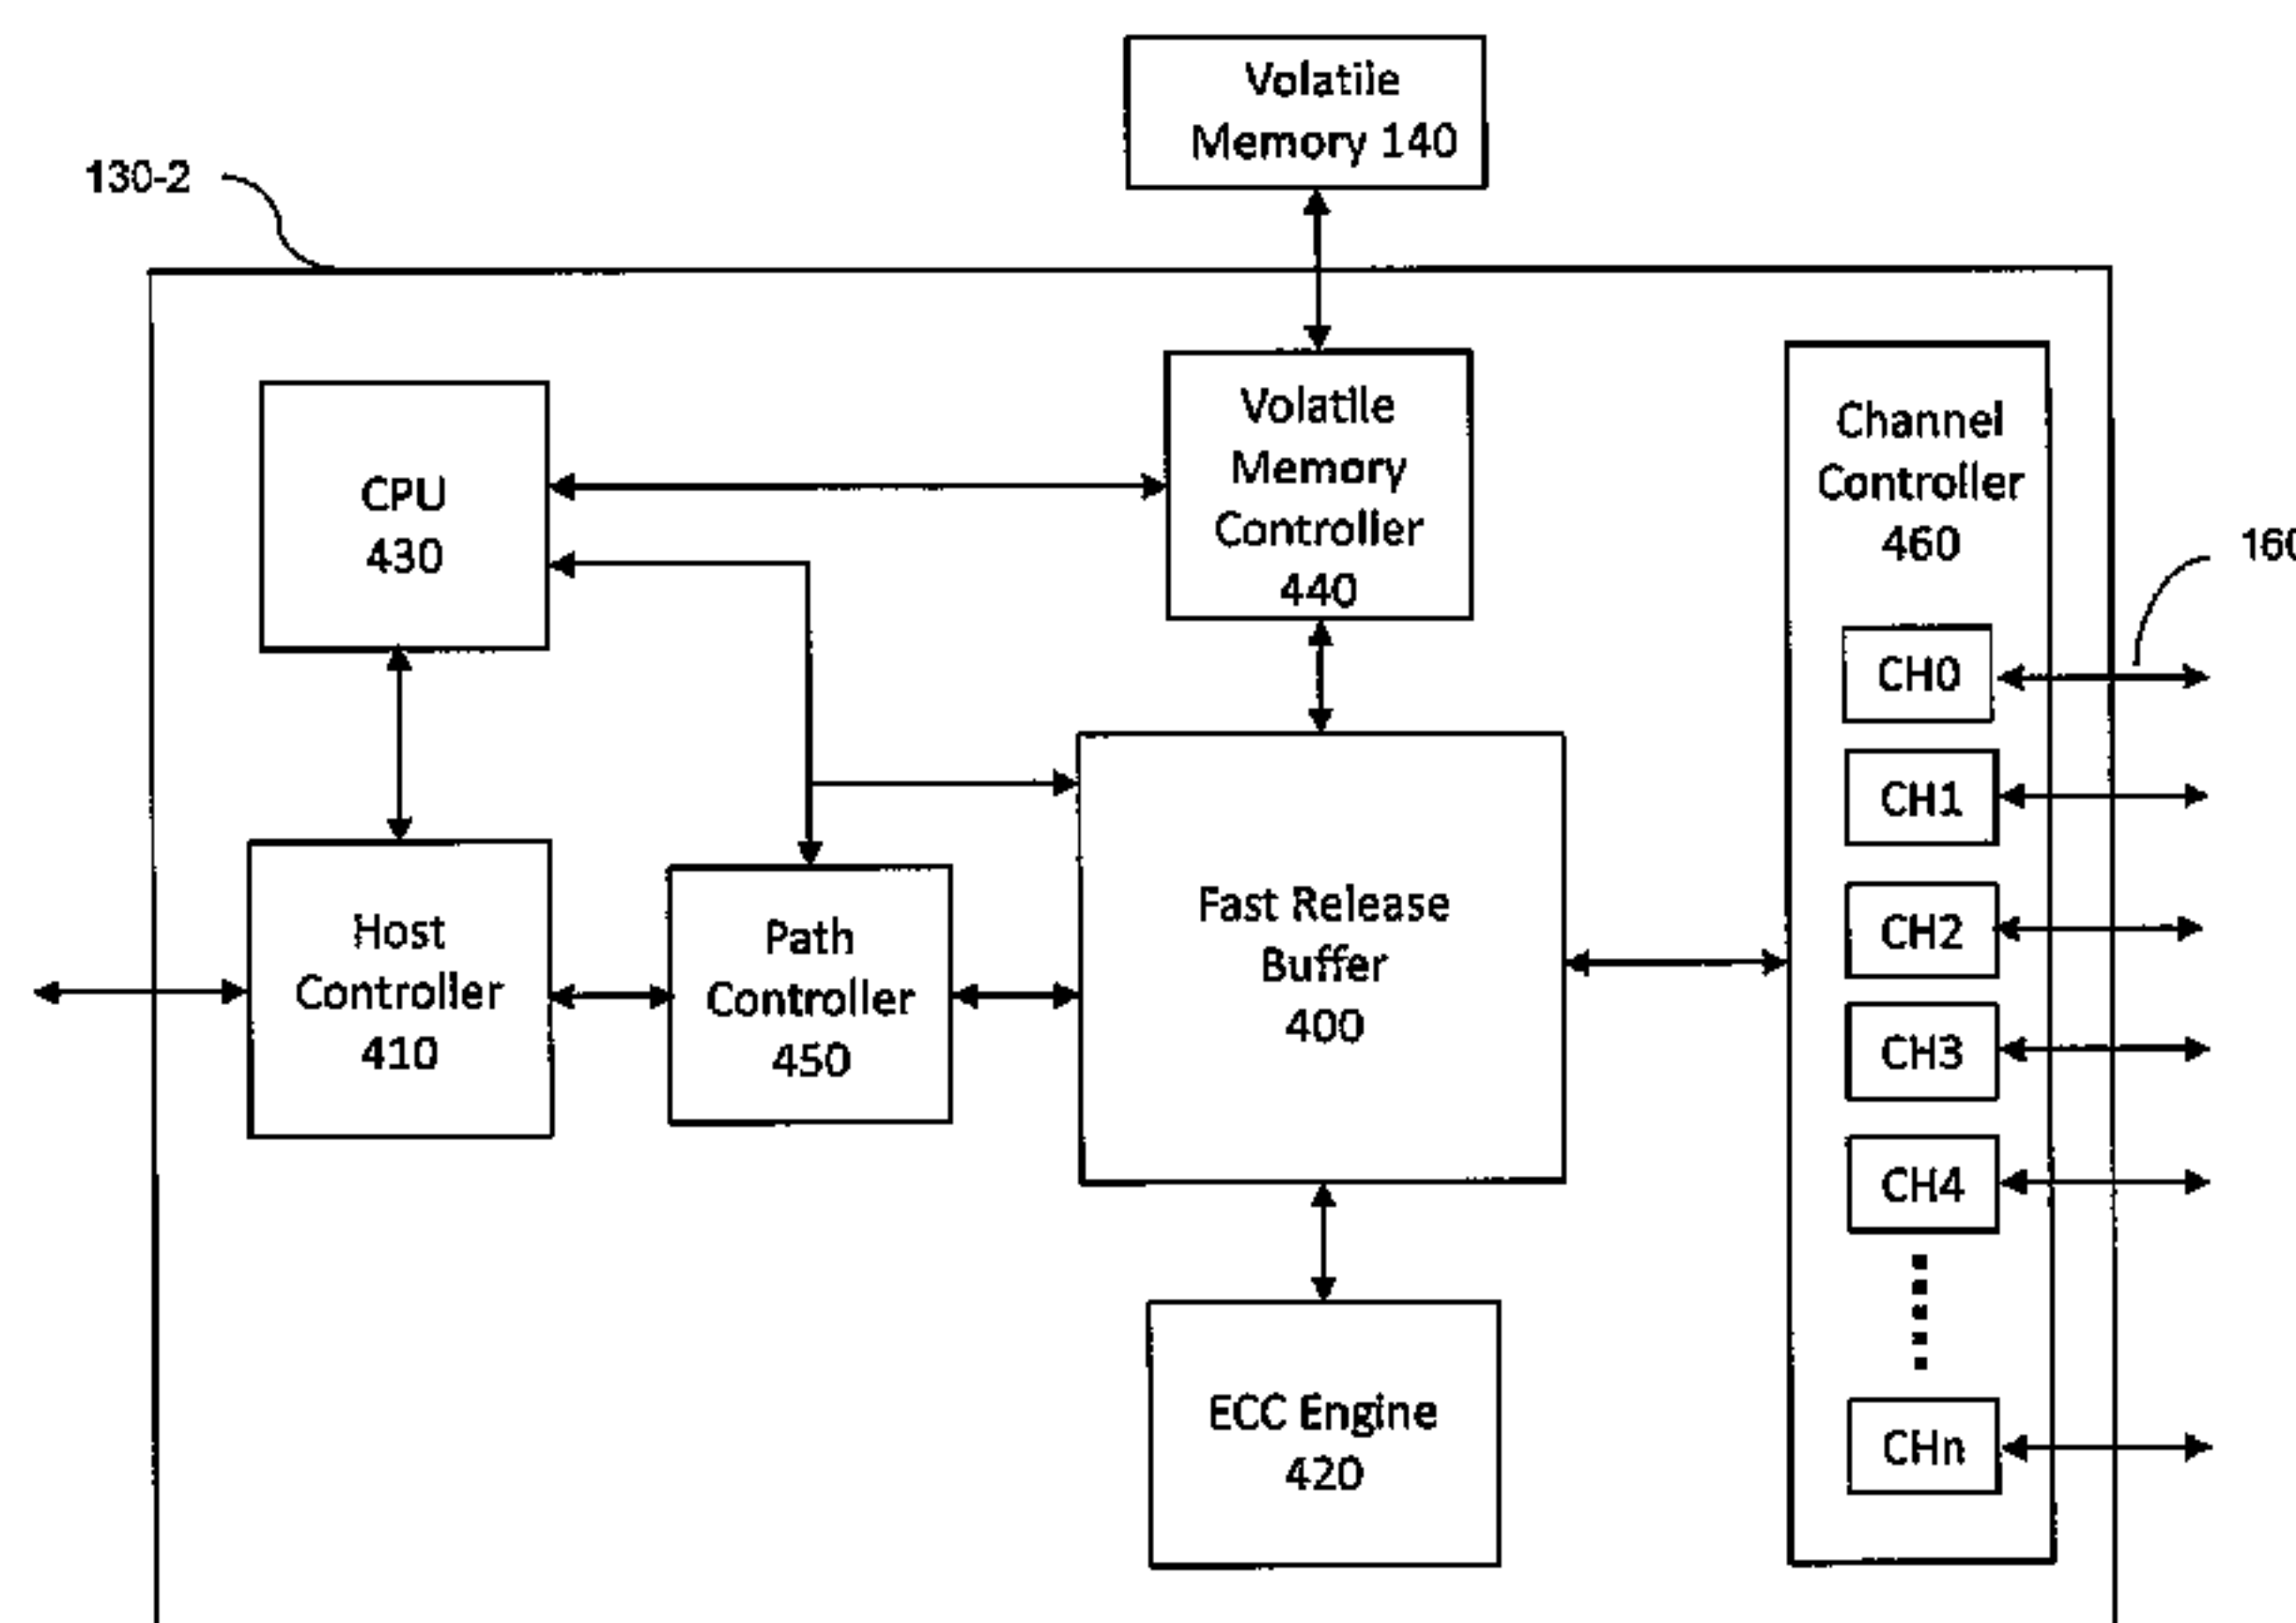 Volatile
Memory 140
130-2
Volatile
Memory
Controller
440
CPU
430
Channel
Controller
460
160
CH0
CH1
CH2
CH3
CH4
CHn
Host
Controller
410
Path
Controller
450
Fast Release
Buffer
400
ECC Engine
420